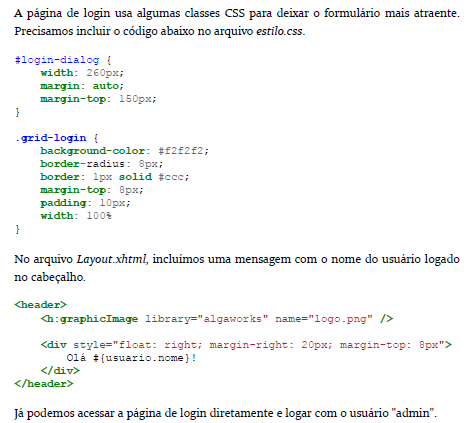 A página de login usa algumas classes CSS para deixar o formulário mais atraente.
Precisamos incluir o código abaixo no arquivo estilo.css.
#login-dialog {
    width: 260px;
    margin: auto;
    margin-top: 150px;
}
.grid-login {
    background-color: #f2f2f2;
    border-radius: 8px;
    border: 1px solid #ccc;
    margin-top: 8px;
    padding: 10px;
    width: 100%
}
No arquivo Layout.xhtml, incluímos uma mensagem com o nome do usuário logado
no cabeçalho.
<header>
    <h:graphicImage library="algaworks" name="logo.png" />
    <div style="float: right; margin-right: 20px; margin-top: 8px">
        Olá #{usuario.nome}!
    </div>
</header>
Já podemos acessar a página de login diretamente e logar com o usuário "admin".